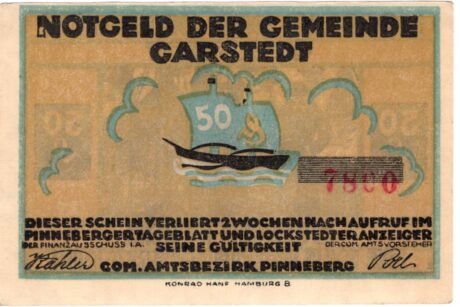 NOTGELD DER GEMEINDE
GARSTEDT
50
7800
DIESER SCHEIN VERLIERT 2 WOCHEN NACH AUFRUF IM
PINNEBERGER TAGEBLATT UND LOCKSTEDTER ANZEIGER
DER FINANZAUSSCHUSS I.A. SEINE GÜLTIGKEIT DER COM. AMTSVORSTEHER
COM. AMTSBEZIRK PINNEBERG
KONRAD HANF HAMBURG 8